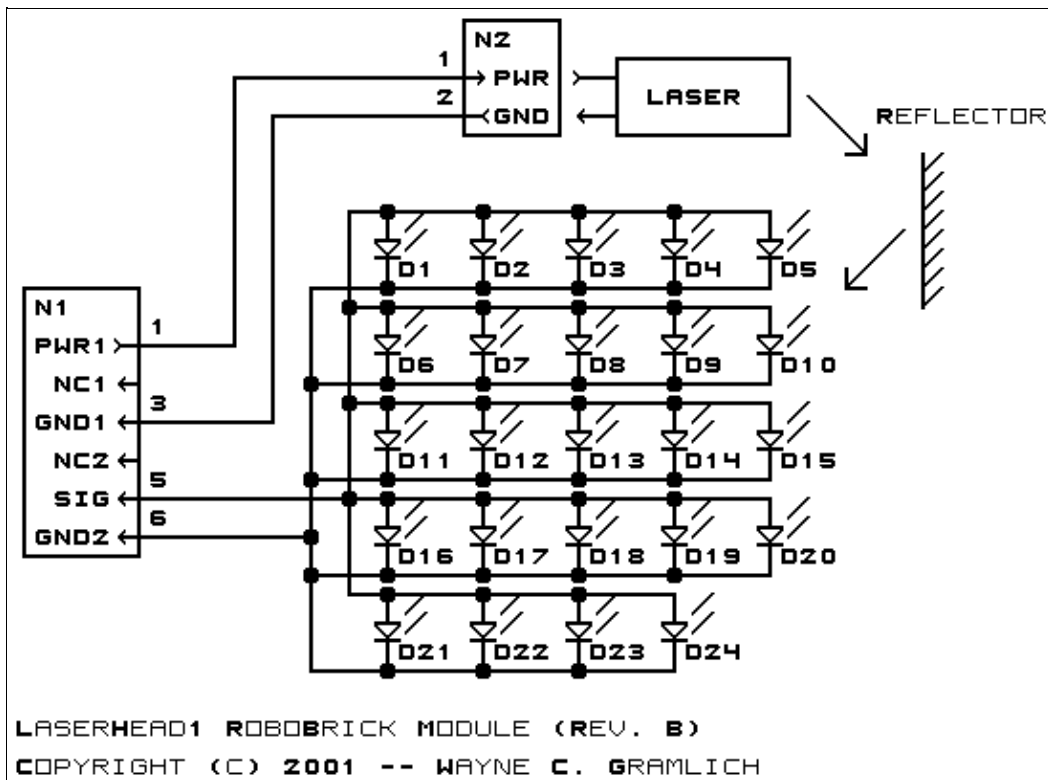 N2
1
PWR
2
GND
LASER
REFLECTOR
D1 D2 D3 D4 D5
N1
1
PWR1
D6 D7 D8 D9 D10
NC1
3
GND1
D11 D12 D13 D14 D15
NC2
5
SIG
6
GND2
D16 D17 D18 D19 D20
D21 D22 D23 D24
LASERHEAD1 ROBOBRICK MODULE (REV. B)
COPYRIGHT (C) 2001 -- WAYNE C. GRAMLICH